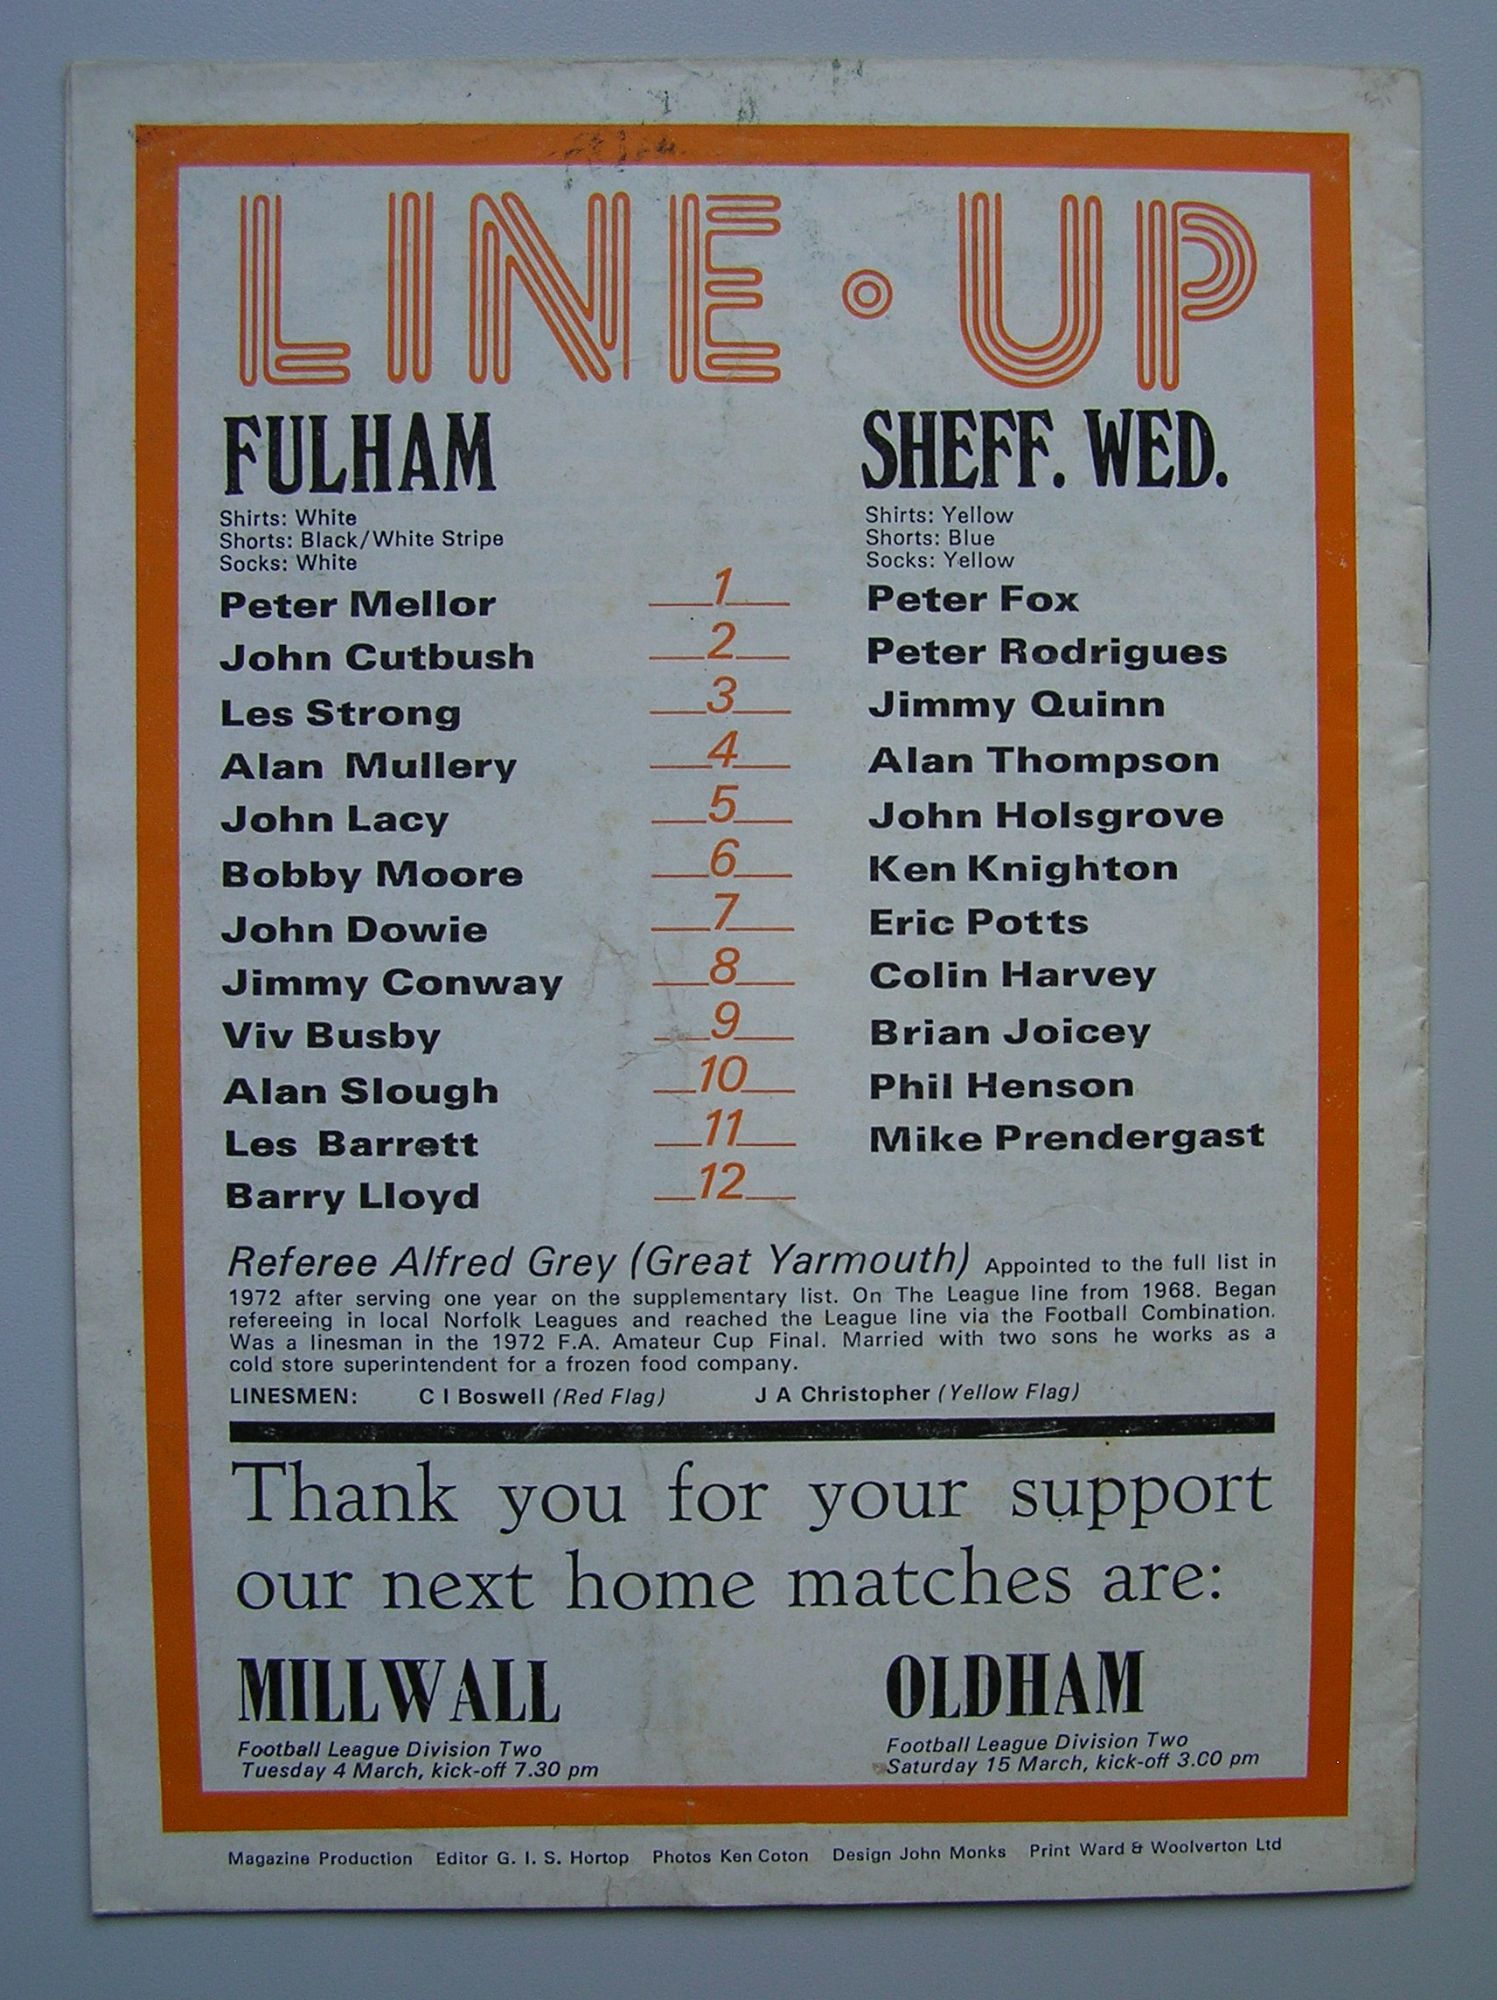 LINE·UP
FULHAM
Shirts: White
Shorts: Black/White Stripe
Socks: White
SHEFF. WED.
Shirts: Yellow
Shorts: Blue
Socks: Yellow
Peter Mellor 1 Peter Fox
John Cutbush 2 Peter Rodrigues
Les Strong 3 Jimmy Quinn
Alan Mullery 4 Alan Thompson
John Lacy 5 John Holsgrove
Bobby Moore 6 Ken Knighton
John Dowie 7 Eric Potts
Jimmy Conway 8 Colin Harvey
Viv Busby 9 Brian Joicey
Alan Slough 10 Phil Henson
Les Barrett 11 Mike Prendergast
Barry Lloyd 12
Referee Alfred Grey (Great Yarmouth) Appointed to the full list in
1972 after serving one year on the supplementary list. On The League line from 1968. Began
refereeing in local Norfolk Leagues and reached the League line via the Football Combination.
Was a linesman in the 1972 F.A. Amateur Cup Final. Married with two sons he works as a
cold store superintendent for a frozen food company.
LINESMEN: C I Boswell (Red Flag) J A Christopher (Yellow Flag)
Thank you for your support
our next home matches are:
MILLWALL
Football League Division Two
Tuesday 4 March, kick-off 7.30 pm
OLDHAM
Football League Division Two
Saturday 15 March, kick-off 3.00 pm
Magazine Production Editor G. I. S. Hortop Photos Ken Coton Design John Monks Print Ward & Woolverton Ltd